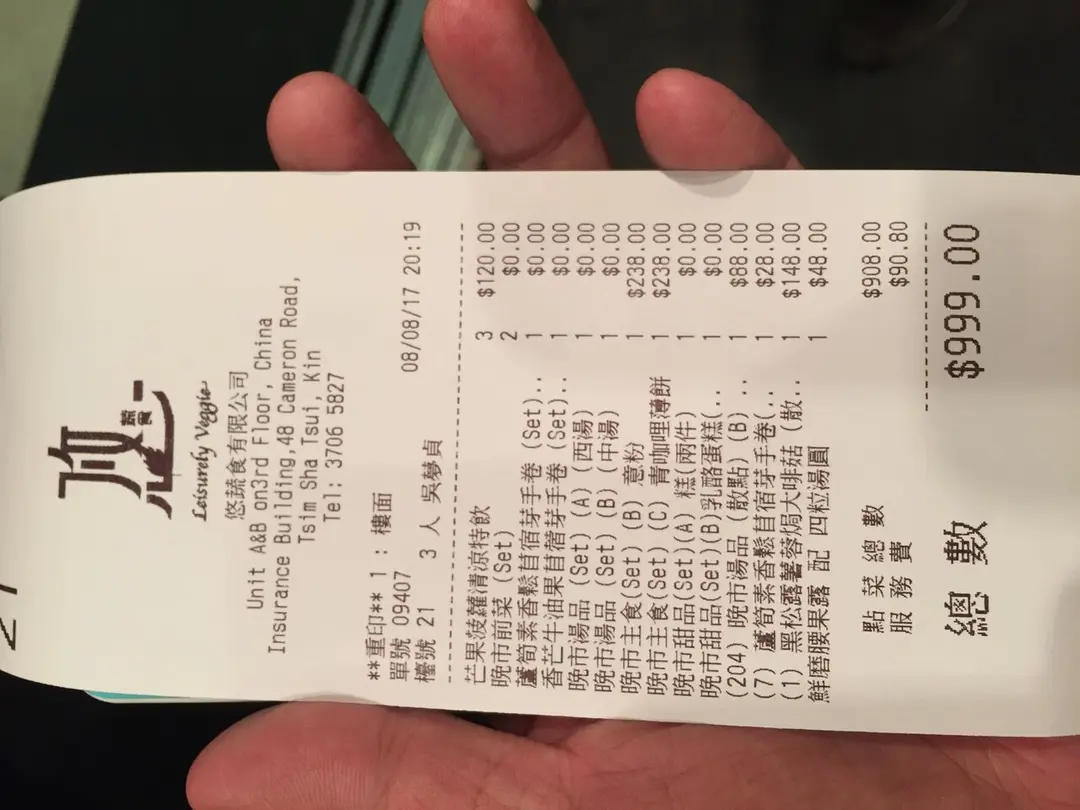 悠
蔬食
Leisurely Veggie
悠蔬食有限公司
Unit A&B on3rd Floor, China
Insurance Building,48 Cameron Road,
Tsim Sha Tsui, Kin
Tel: 3706 5827
**重印** 1 : 樓面
單號 09407 08/08/17 20:19
檯號 21 3 人 吳夢貞
芒果菠蘿清涼特飲 3 $120.00
晚市前菜 (Set) 2 $0.00
蘆筍素香鬆苜宿芽手卷 (Set).. 1 $0.00
香芒牛油果苜蓿芽手卷 (Set).. 1 $0.00
晚市湯品 (Set) (A) (西湯) 1 $0.00
晚市湯品 (Set) (B) (中湯) 1 $0.00
晚市主食(Set) (B) 意粉 1 $238.00
晚市主食(Set) (C) 青咖哩薄餅 1 $238.00
晚市甜品(Set)(A) 糕(兩件) 1 $0.00
晚市甜品(Set)(B)乳酪蛋糕(.. 1 $0.00
(204) 晚市湯品 (散點) (B) .. 1 $88.00
(7) 蘆筍素香鬆苜宿芽手卷(.. 1 $28.00
(1) 黑松露薯蓉焗大啡菇 (散.. 1 $148.00
鮮磨腰果露 配 四粒湯圓 1 $48.00
點菜總數 $908.00
服務費 $90.80
總數 $999.00